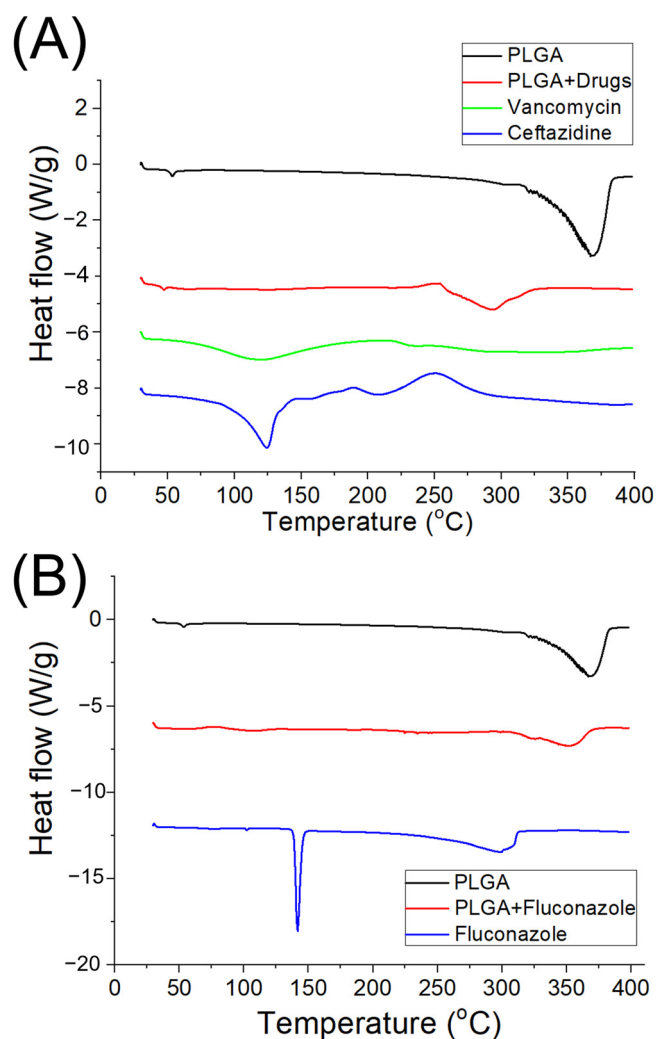 (A)
PLGA
PLGA+Drugs
Vancomycin
Ceftazidine
2
0
−2
−4
−6
−8
−10
Heat flow (W/g)
0 50 100 150 200 250 300 350 400
Temperature (°C)
(B)
0
−5
−10
−15
−20
Heat flow (W/g)
PLGA
PLGA+Fluconazole
Fluconazole
0 50 100 150 200 250 300 350 400
Temperature (°C)